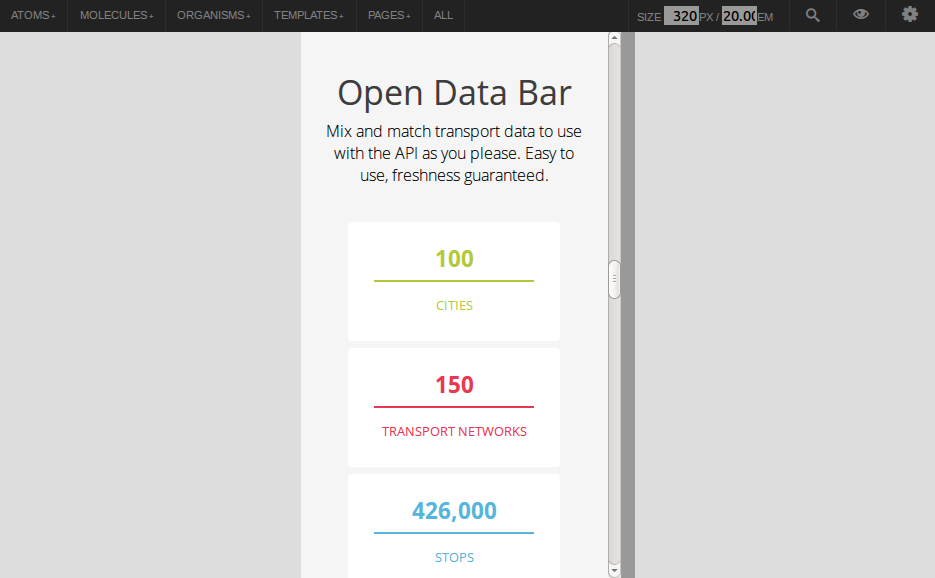 ATOMS+ MOLECULES+ ORGANISMS+ TEMPLATES+ PAGES+ ALL SIZE 320 PX / 20.00 EM
Open Data Bar
Mix and match transport data to use
with the API as you please. Easy to
use, freshness guaranteed.
100
CITIES
150
TRANSPORT NETWORKS
426,000
STOPS